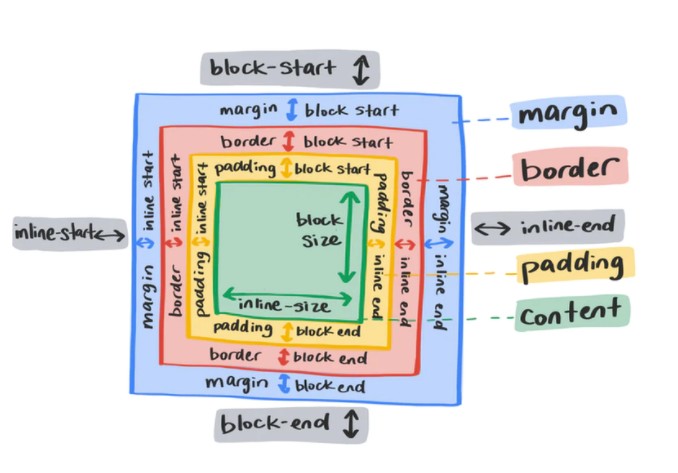 block-start
margin block start
margin
border block start
border
padding block start
inline start
margin
inline start
border
inline start
padding
block
size
inline-size
padding
inline end
border
inline end
margin
inline end
inline-start
inline-end
padding
content
padding block end
border block end
margin block end
block-end